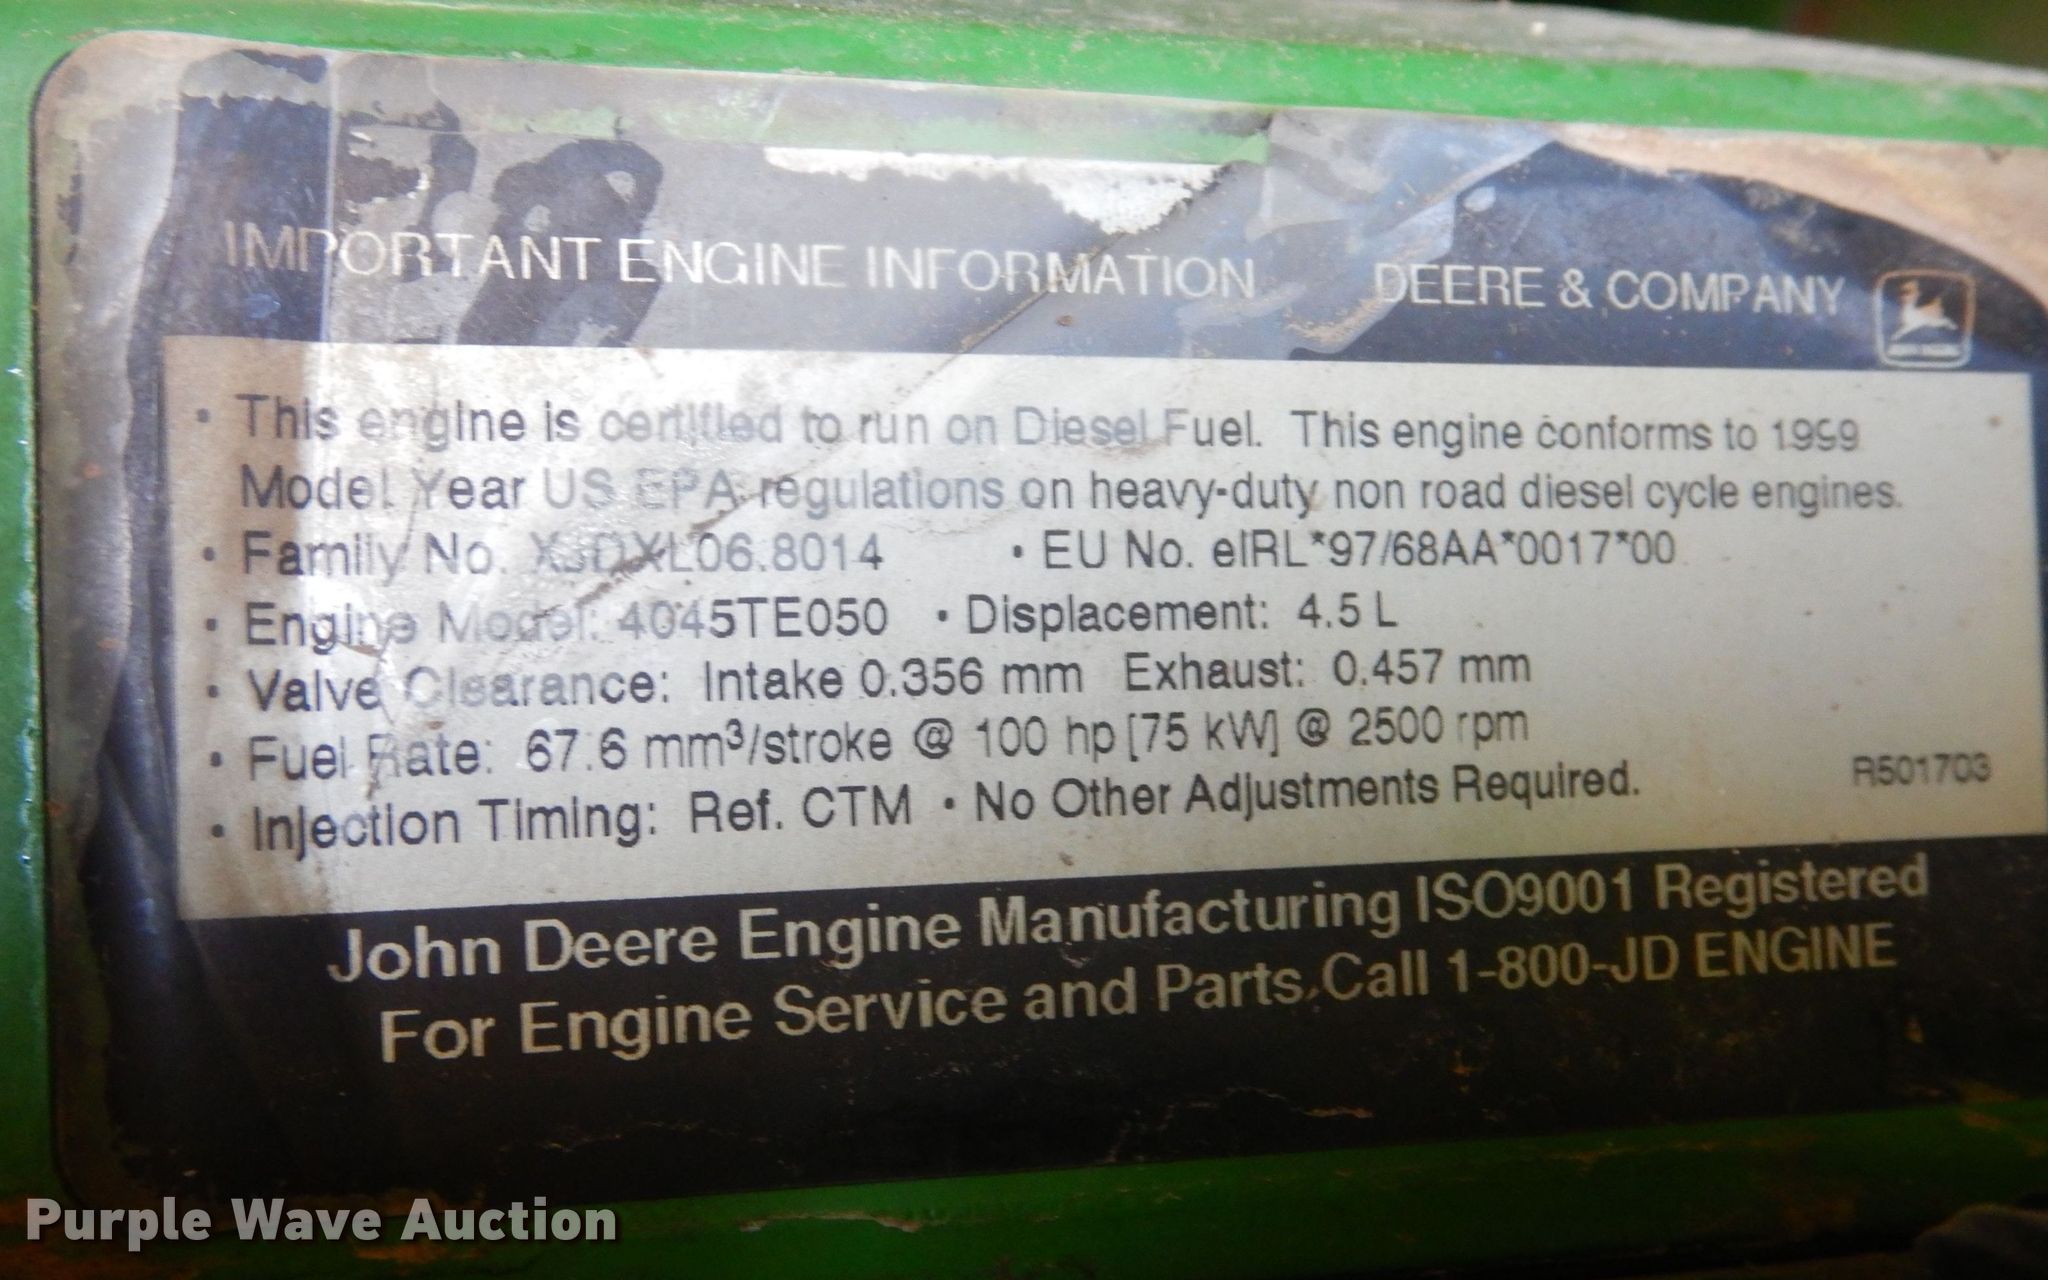 IMPORTANT ENGINE INFORMATION DEERE & COMPANY
• This engine is certified to run on Diesel Fuel. This engine conforms to 1999
Model Year US EPA regulations on heavy-duty non road diesel cycle engines.
• Family No. XJDXL06.8014 • EU No. eIRL*97/68AA*0017*00
• Engine Model: 4045TE050 • Displacement: 4.5 L
• Valve Clearance: Intake 0.356 mm Exhaust: 0.457 mm
• Fuel Rate: 67.6 mm³/stroke @ 100 hp [75 kW] @ 2500 rpm
• Injection Timing: Ref. CTM • No Other Adjustments Required.
R501703
John Deere Engine Manufacturing ISO9001 Registered
For Engine Service and Parts, Call 1-800-JD ENGINE
Purple Wave Auction